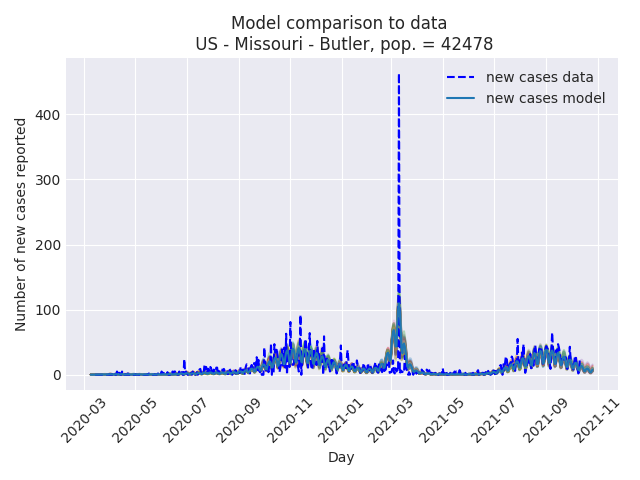 Model comparison to data
US - Missouri - Butler, pop. = 42478
new cases data
new cases model
Number of new cases reported
400
300
200
100
0
2020-03
2020-05
2020-07
2020-09
2020-11
2021-01
2021-03
2021-05
2021-07
2021-09
2021-11
Day